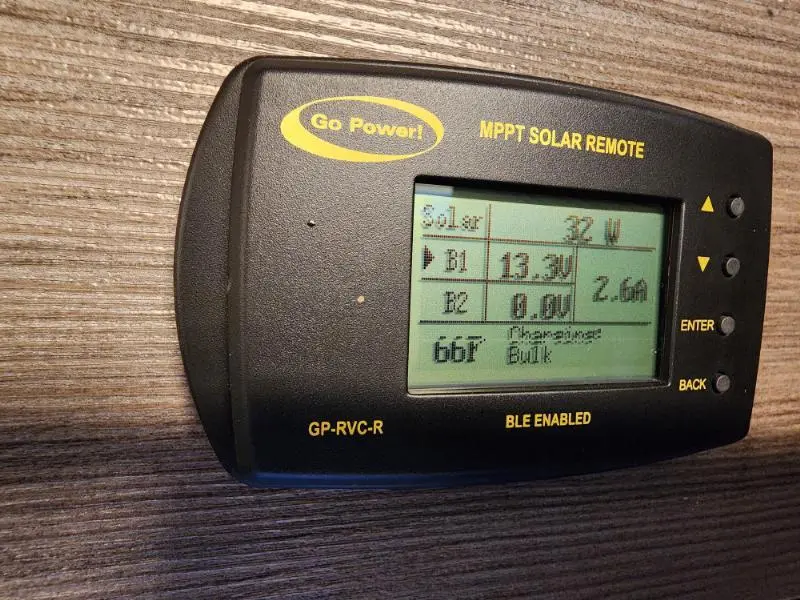 Go Power!
MPPT SOLAR REMOTE
Solar 32 W
B1 13.3V
2.6A
B2 0.0V
66F Charging:
Bulk
ENTER
BACK
GP-RVC-R
BLE ENABLED